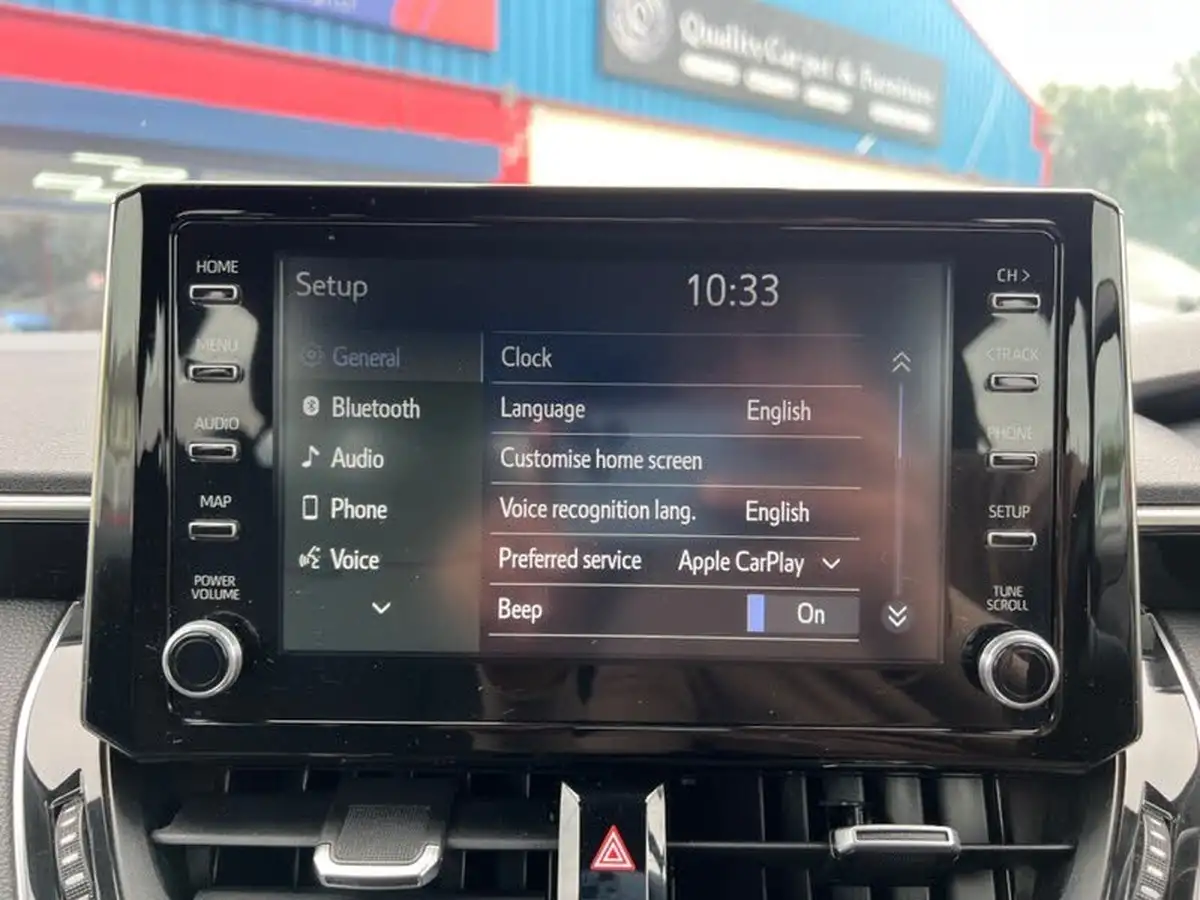 Quality Carpet & Furniture
HOME
MENU
AUDIO
MAP
POWER
VOLUME
Setup
10:33
General
Bluetooth
Audio
Phone
Voice
Clock
Language English
Customise home screen
Voice recognition lang. English
Preferred service Apple CarPlay
Beep On
CH >
< TRACK
PHONE
SETUP
TUNE
SCROLL